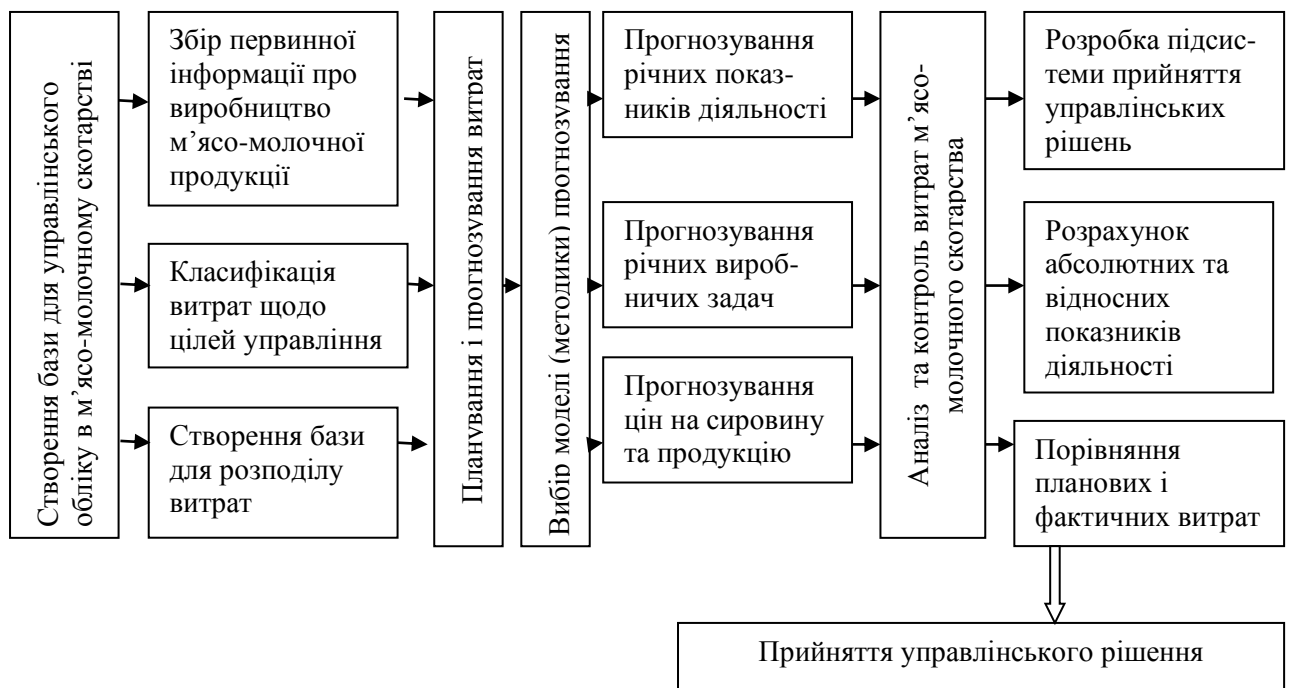 Створення бази для управлінського
обліку в м’ясо-молочному скотарстві
Збір первинної
інформації про
виробництво
м’ясо-молочної
продукції
Класифікація
витрат щодо
цілей управління
Створення бази
для розподілу
витрат
Планування і прогнозування витрат
Вибір моделі (методики) прогнозування
Прогнозування
річних показ-
ників діяльності
Прогнозування
річних вироб-
ничих задач
Прогнозування
цін на сировину
та продукцію
Аналіз та контроль витрат м’ясо-
молочного скотарства
Розробка підсис-
теми прийняття
управлінських
рішень
Розрахунок
абсолютних та
відносних
показників
діяльності
Порівняння
планових і
фактичних витрат
Прийняття управлінського рішення